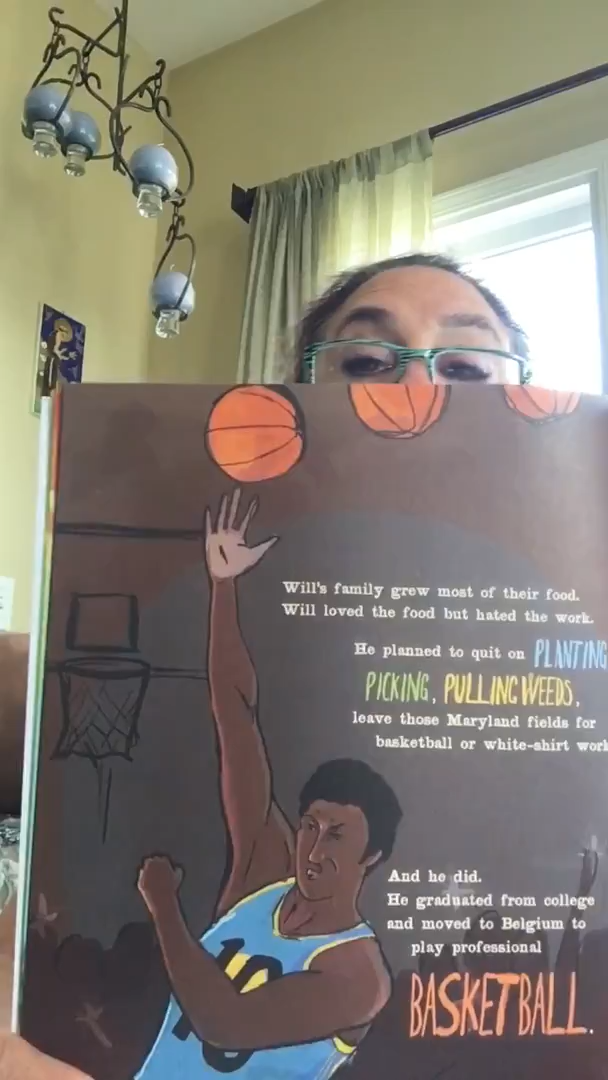 Will's family grew most of their food.
Will loved the food but hated the work.
He planned to quit on PLANTING
PICKING, PULLING WEEDS,
leave those Maryland fields for
basketball or white-shirt work
And he did.
He graduated from college
and moved to Belgium to
play professional
BASKETBALL.
10